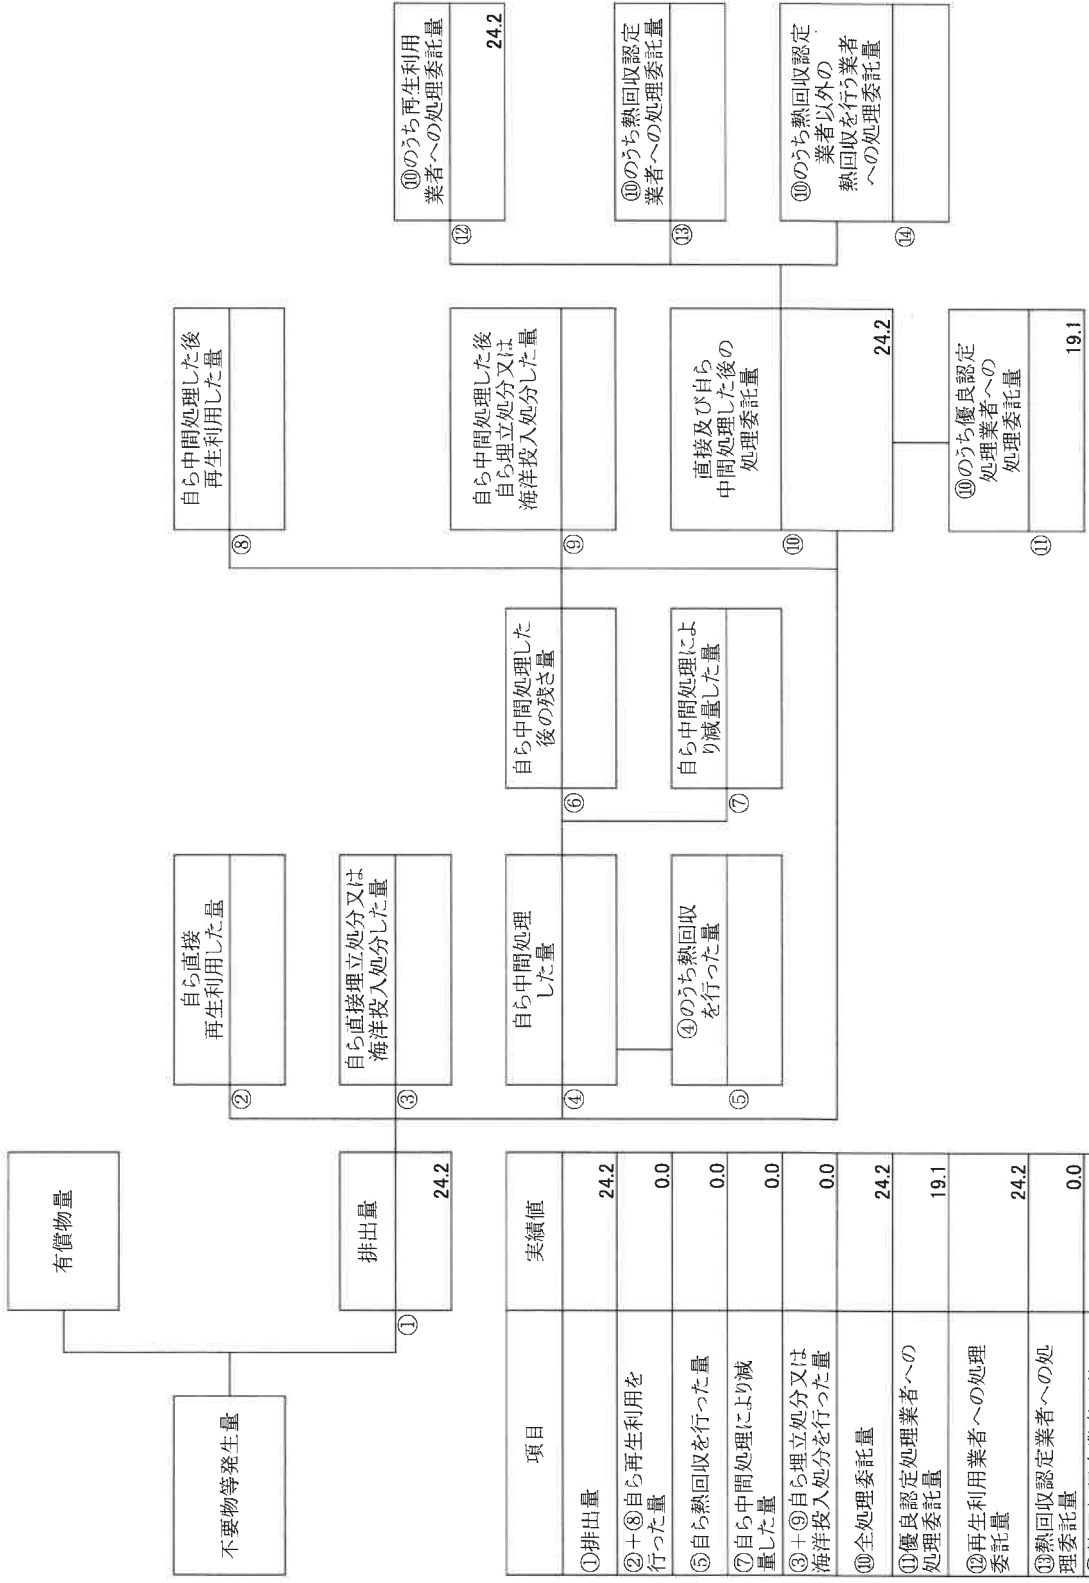 不要物等発生量
有償物量
①
排出量
24.2
②
自ら直接
再生利用した量
③
自ら直接埋立処分又は
海洋投入処分した量
④
自ら中間処理
した量
⑤
④のうち熱回収
を行った量
⑥
自ら中間処理した
後の残さ量
⑦
自ら中間処理によ
り減量した量
⑧
自ら中間処理した後
再生利用した量
⑨
自ら中間処理した後
自ら埋立処分又は
海洋投入処分した量
⑩
直接及び自ら
中間処理した後の
処理委託量
24.2
⑪
⑩のうち優良認定
処理業者への
処理委託量
19.1
⑫
⑩のうち再生利用
業者への処理委託量
24.2
⑬
⑩のうち熱回収認定
業者への処理委託量
⑭
⑩のうち熱回収認定
業者以外の
熱回収を行う業者
への処理委託量
項目 実績値
①排出量 24.2
②+⑧自ら再生利用を
行った量 0.0
⑤自ら熱回収を行った量 0.0
⑦自ら中間処理により減
量した量 0.0
③+⑨自ら埋立処分又は
海洋投入処分を行った量 0.0
⑩全処理委託量 24.2
⑪優良認定処理業者への
処理委託量 19.1
⑫再生利用業者への処理
委託量 24.2
⑬熱回収認定業者への処
理委託量 0.0